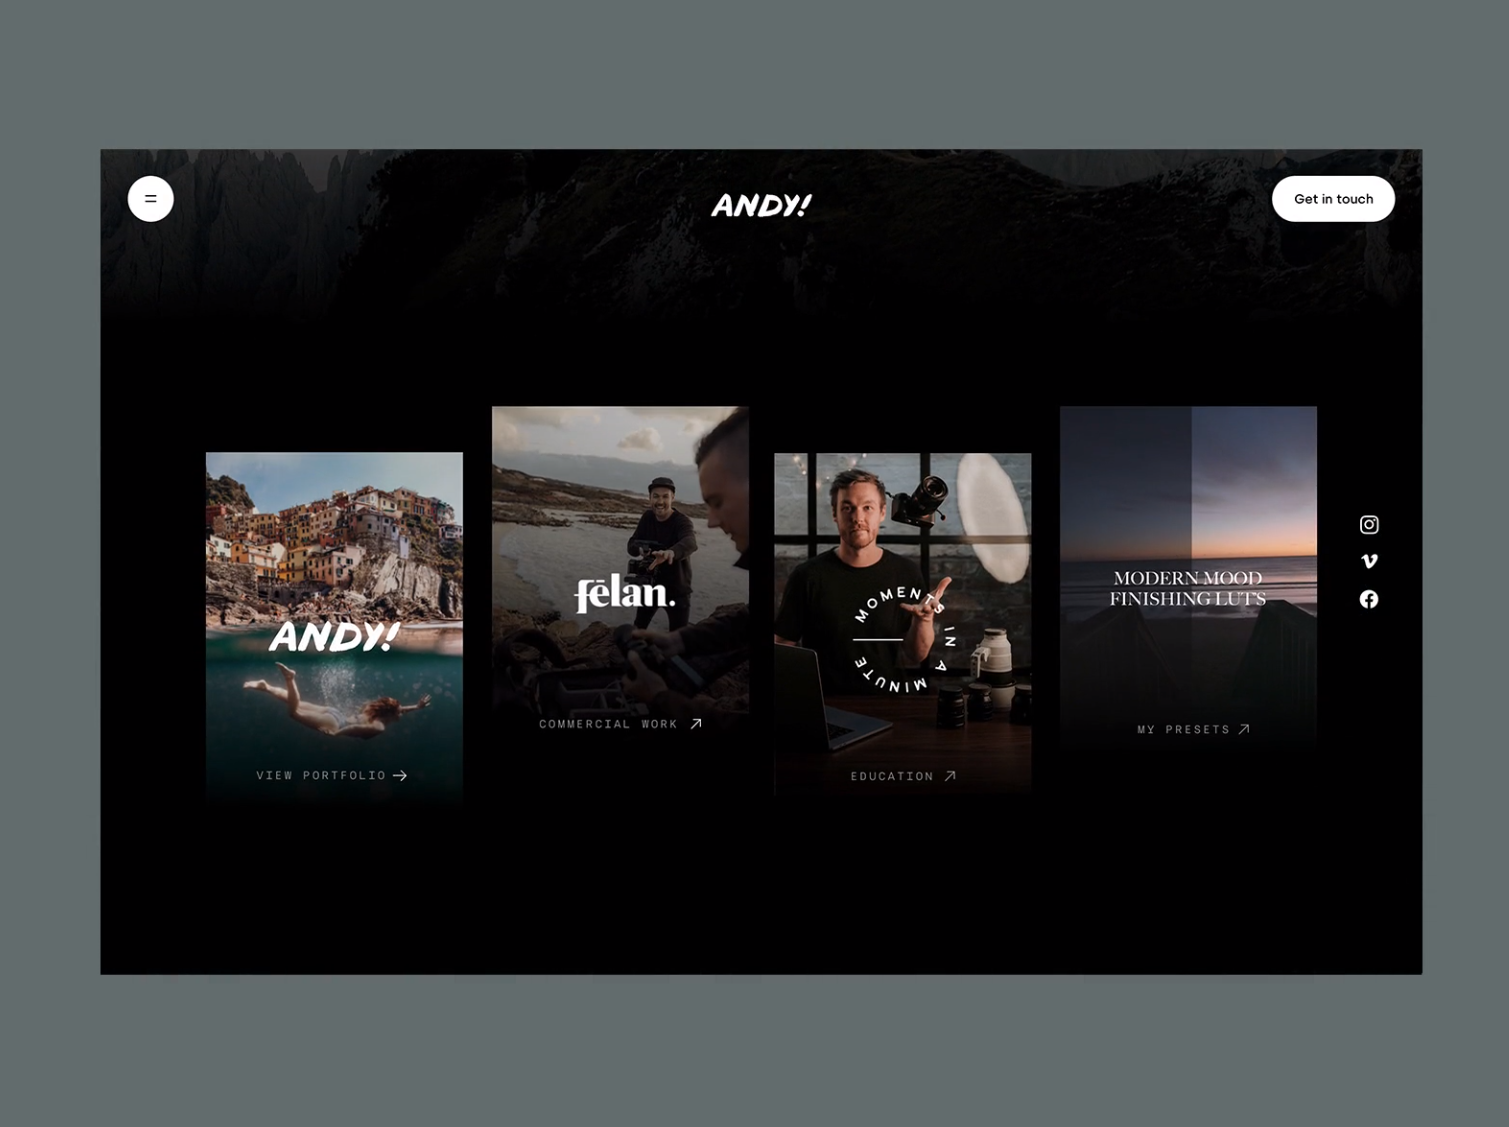 ANDY!
Get in touch
ANDY!
VIEW PORTFOLIO
fēlan.
COMMERCIAL WORK
MOMENTS IN A MINUTE
EDUCATION
MODERN MOOD
FINISHING LUTS
MY PRESETS